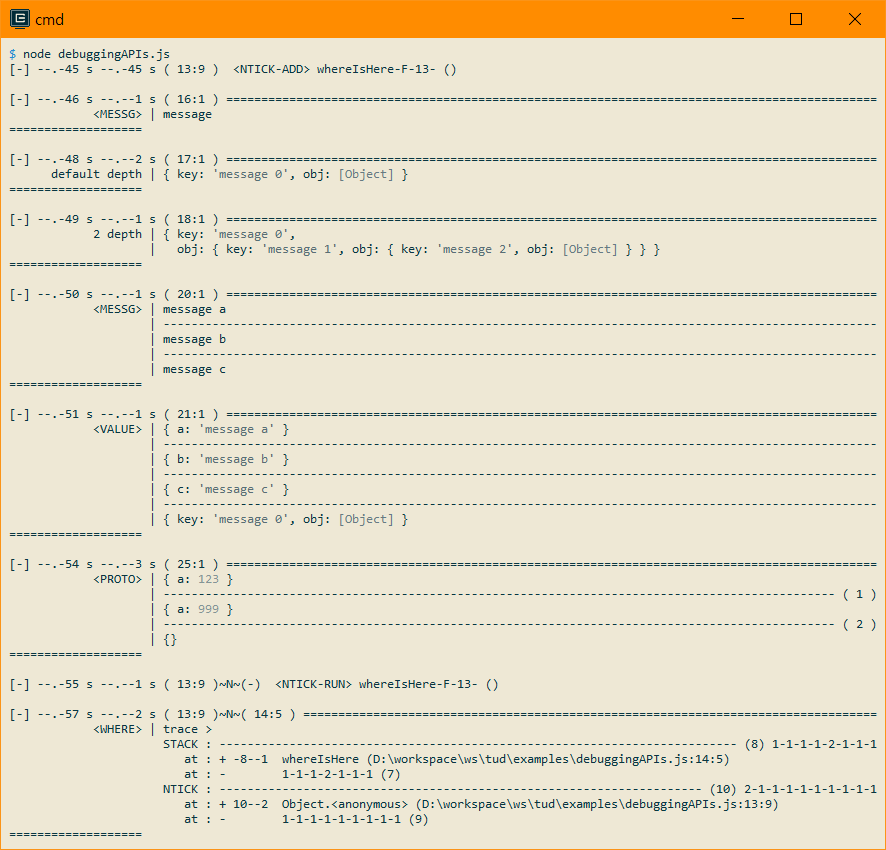 cmd
$ node debuggingAPIs.js
[-] --.-45 s --.-45 s ( 13:9 )  <NTICK-ADD> whereIsHere-F-13- ()
[-] --.-46 s --.--1 s ( 16:1 ) =============================================================================================
            <MESSG> | message
===================
[-] --.-48 s --.--2 s ( 17:1 ) =============================================================================================
      default depth | { key: 'message 0', obj: [Object] }
===================
[-] --.-49 s --.--1 s ( 18:1 ) =============================================================================================
            2 depth | { key: 'message 0',
                    |   obj: { key: 'message 1', obj: { key: 'message 2', obj: [Object] } } }
===================
[-] --.-50 s --.--1 s ( 20:1 ) =============================================================================================
            <MESSG> | message a
                    | ------------------------------------------------------------------------------------------------------
                    | message b
                    | ------------------------------------------------------------------------------------------------------
                    | message c
===================
[-] --.-51 s --.--1 s ( 21:1 ) =============================================================================================
            <VALUE> | { a: 'message a' }
                    | ------------------------------------------------------------------------------------------------------
                    | { b: 'message b' }
                    | ------------------------------------------------------------------------------------------------------
                    | { c: 'message c' }
                    | ------------------------------------------------------------------------------------------------------
                    | { key: 'message 0', obj: [Object] }
===================
[-] --.-54 s --.--3 s ( 25:1 ) =============================================================================================
            <PROTO> | { a: 123 }
                    | ------------------------------------------------------------------------------------------------ ( 1 )
                    | { a: 999 }
                    | ------------------------------------------------------------------------------------------------ ( 2 )
                    | {}
===================
[-] --.-55 s --.--1 s ( 13:9 )~N~(-)  <NTICK-RUN> whereIsHere-F-13- ()
[-] --.-57 s --.--2 s ( 13:9 )~N~( 14:5 ) ==================================================================================
            <WHERE> | trace >
                      STACK : -------------------------------------------------------------------------- (8) 1-1-1-1-2-1-1-1
                         at : + -8--1  whereIsHere (D:\workspace\ws\tud\examples\debuggingAPIs.js:14:5)
                         at : -        1-1-1-2-1-1-1 (7)
                      NTICK : --------------------------------------------------------------------- (10) 2-1-1-1-1-1-1-1-1-1
                         at : + 10--2  Object.<anonymous> (D:\workspace\ws\tud\examples\debuggingAPIs.js:13:9)
                         at : -        1-1-1-1-1-1-1-1-1 (9)
===================